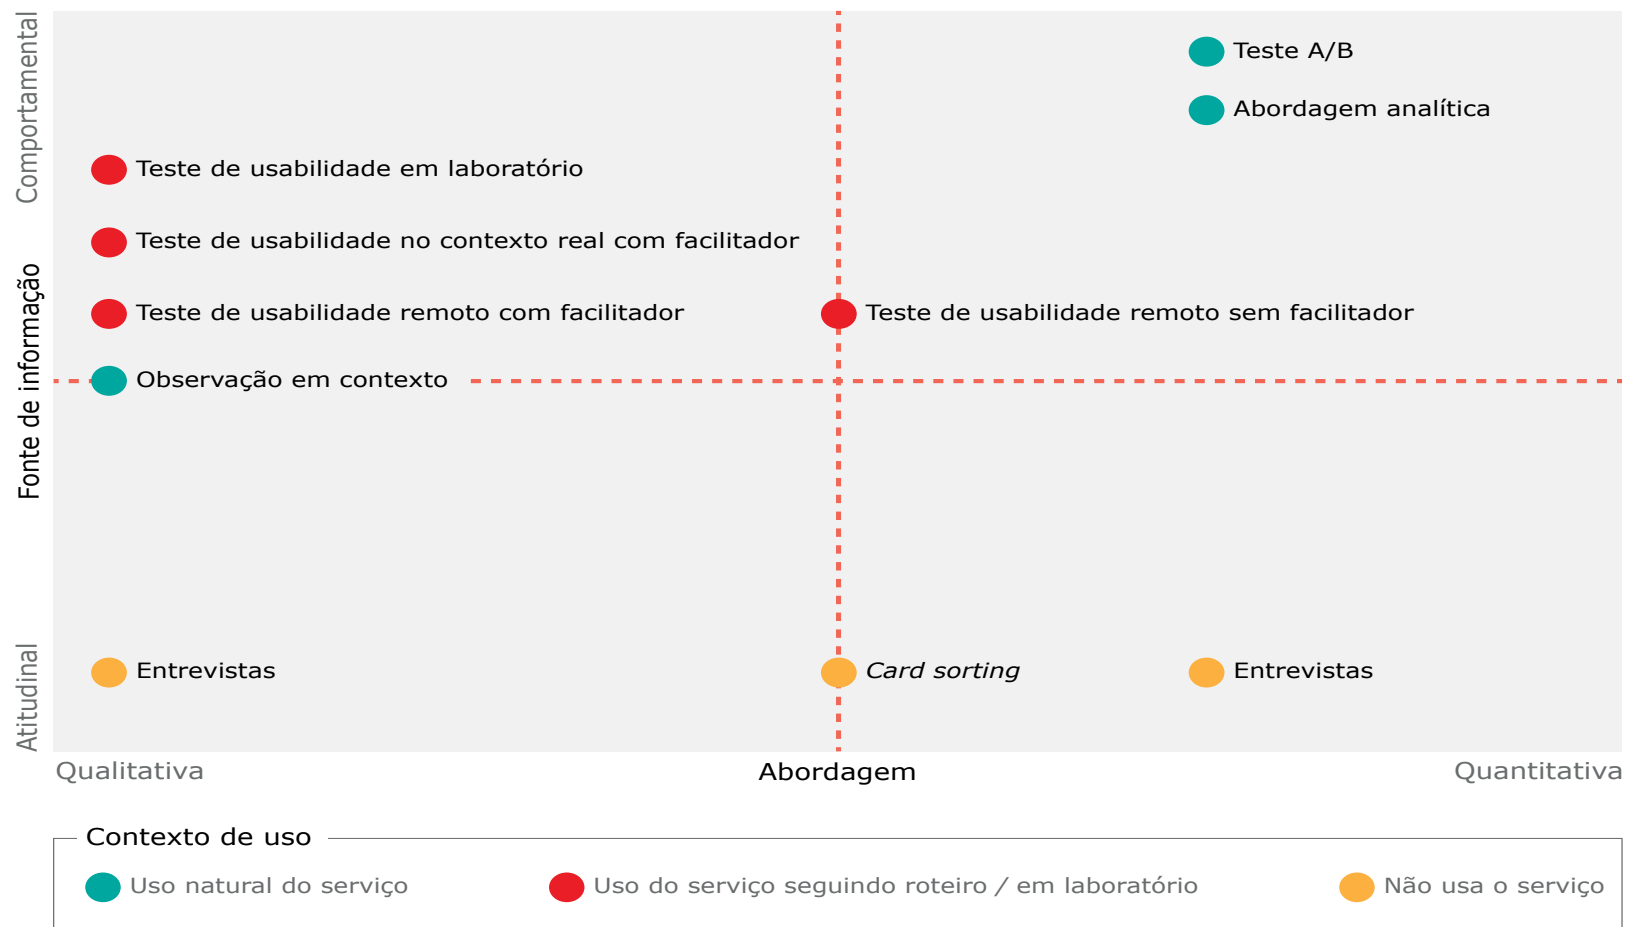 Comportamental
Fonte de informação
Atitudinal
Teste A/B
Abordagem analítica
Teste de usabilidade em laboratório
Teste de usabilidade no contexto real com facilitador
Teste de usabilidade remoto com facilitador
Teste de usabilidade remoto sem facilitador
Observação em contexto
Entrevistas
Card sorting
Entrevistas
Qualitativa
Abordagem
Quantitativa
Contexto de uso
Uso natural do serviço
Uso do serviço seguindo roteiro / em laboratório
Não usa o serviço